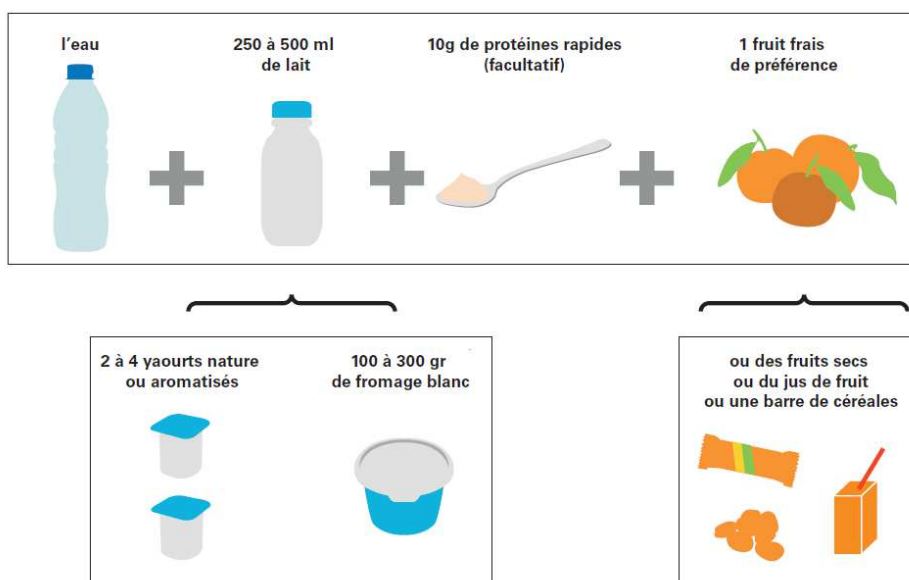 l'eau
250 à 500 ml
de lait
10g de protéines rapides
(facultatif)
1 fruit frais
de préférence
2 à 4 yaourts nature
ou aromatisés
100 à 300 gr
de fromage blanc
ou des fruits secs
ou du jus de fruit
ou une barre de céréales